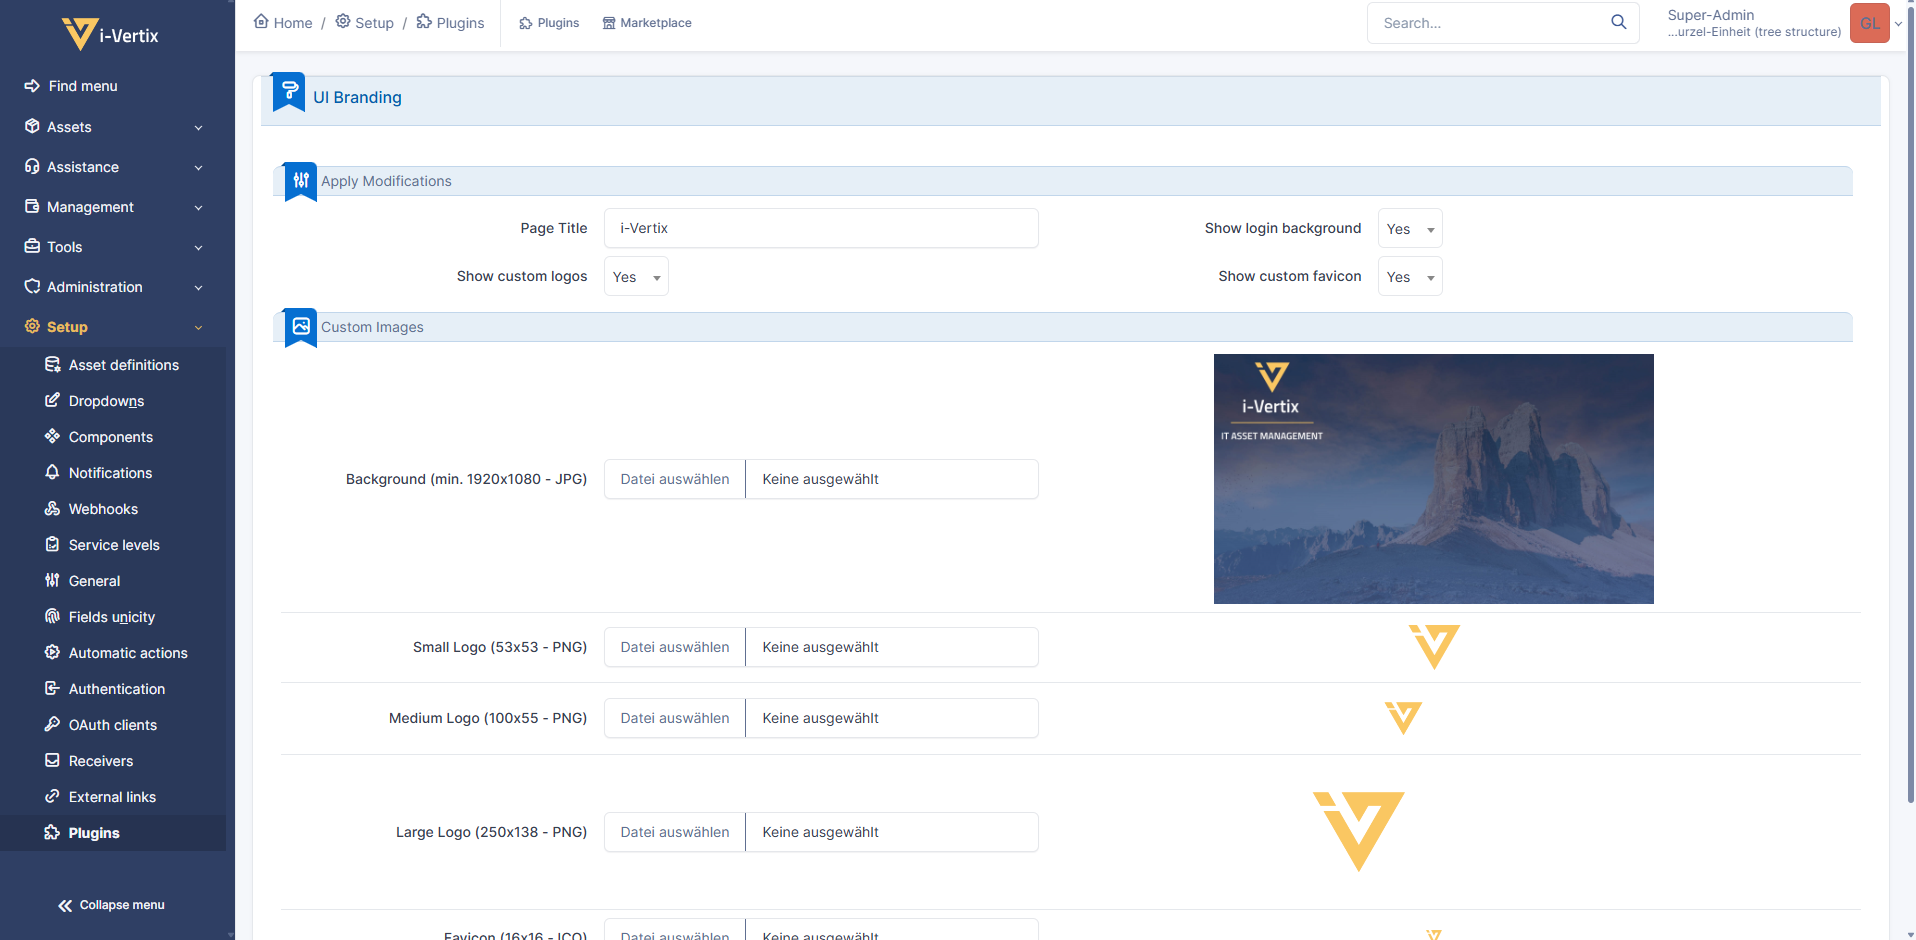 i-Vertix
Home / Setup / Plugins
Plugins
Marketplace
Search...
Super-Admin
...urzel-Einheit (tree structure)
GL
Find menu
Assets
Assistance
Management
Tools
Administration
Setup
Asset definitions
Dropdowns
Components
Notifications
Webhooks
Service levels
General
Fields unicity
Automatic actions
Authentication
OAuth clients
Receivers
External links
Plugins
Collapse menu
UI Branding
Apply Modifications
Page Title
i-Vertix
Show login background
Yes
Show custom logos
Yes
Show custom favicon
Yes
Custom Images
Background (min. 1920x1080 - JPG)
Datei auswählen
Keine ausgewählt
i-Vertix
IT ASSET MANAGEMENT
Small Logo (53x53 - PNG)
Datei auswählen
Keine ausgewählt
Medium Logo (100x55 - PNG)
Datei auswählen
Keine ausgewählt
Large Logo (250x138 - PNG)
Datei auswählen
Keine ausgewählt
Favicon (16x16 - ICO)
Datei auswählen
Keine ausgewählt